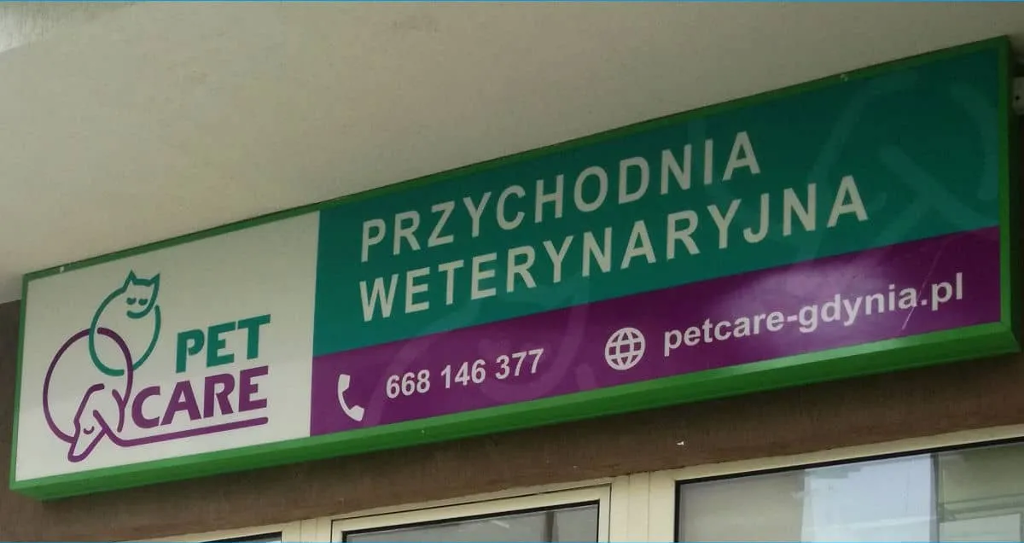 PET
CARE
PRZYCHODNIA
WETERYNARYJNA
668 146 377
petcare-gdynia.pl